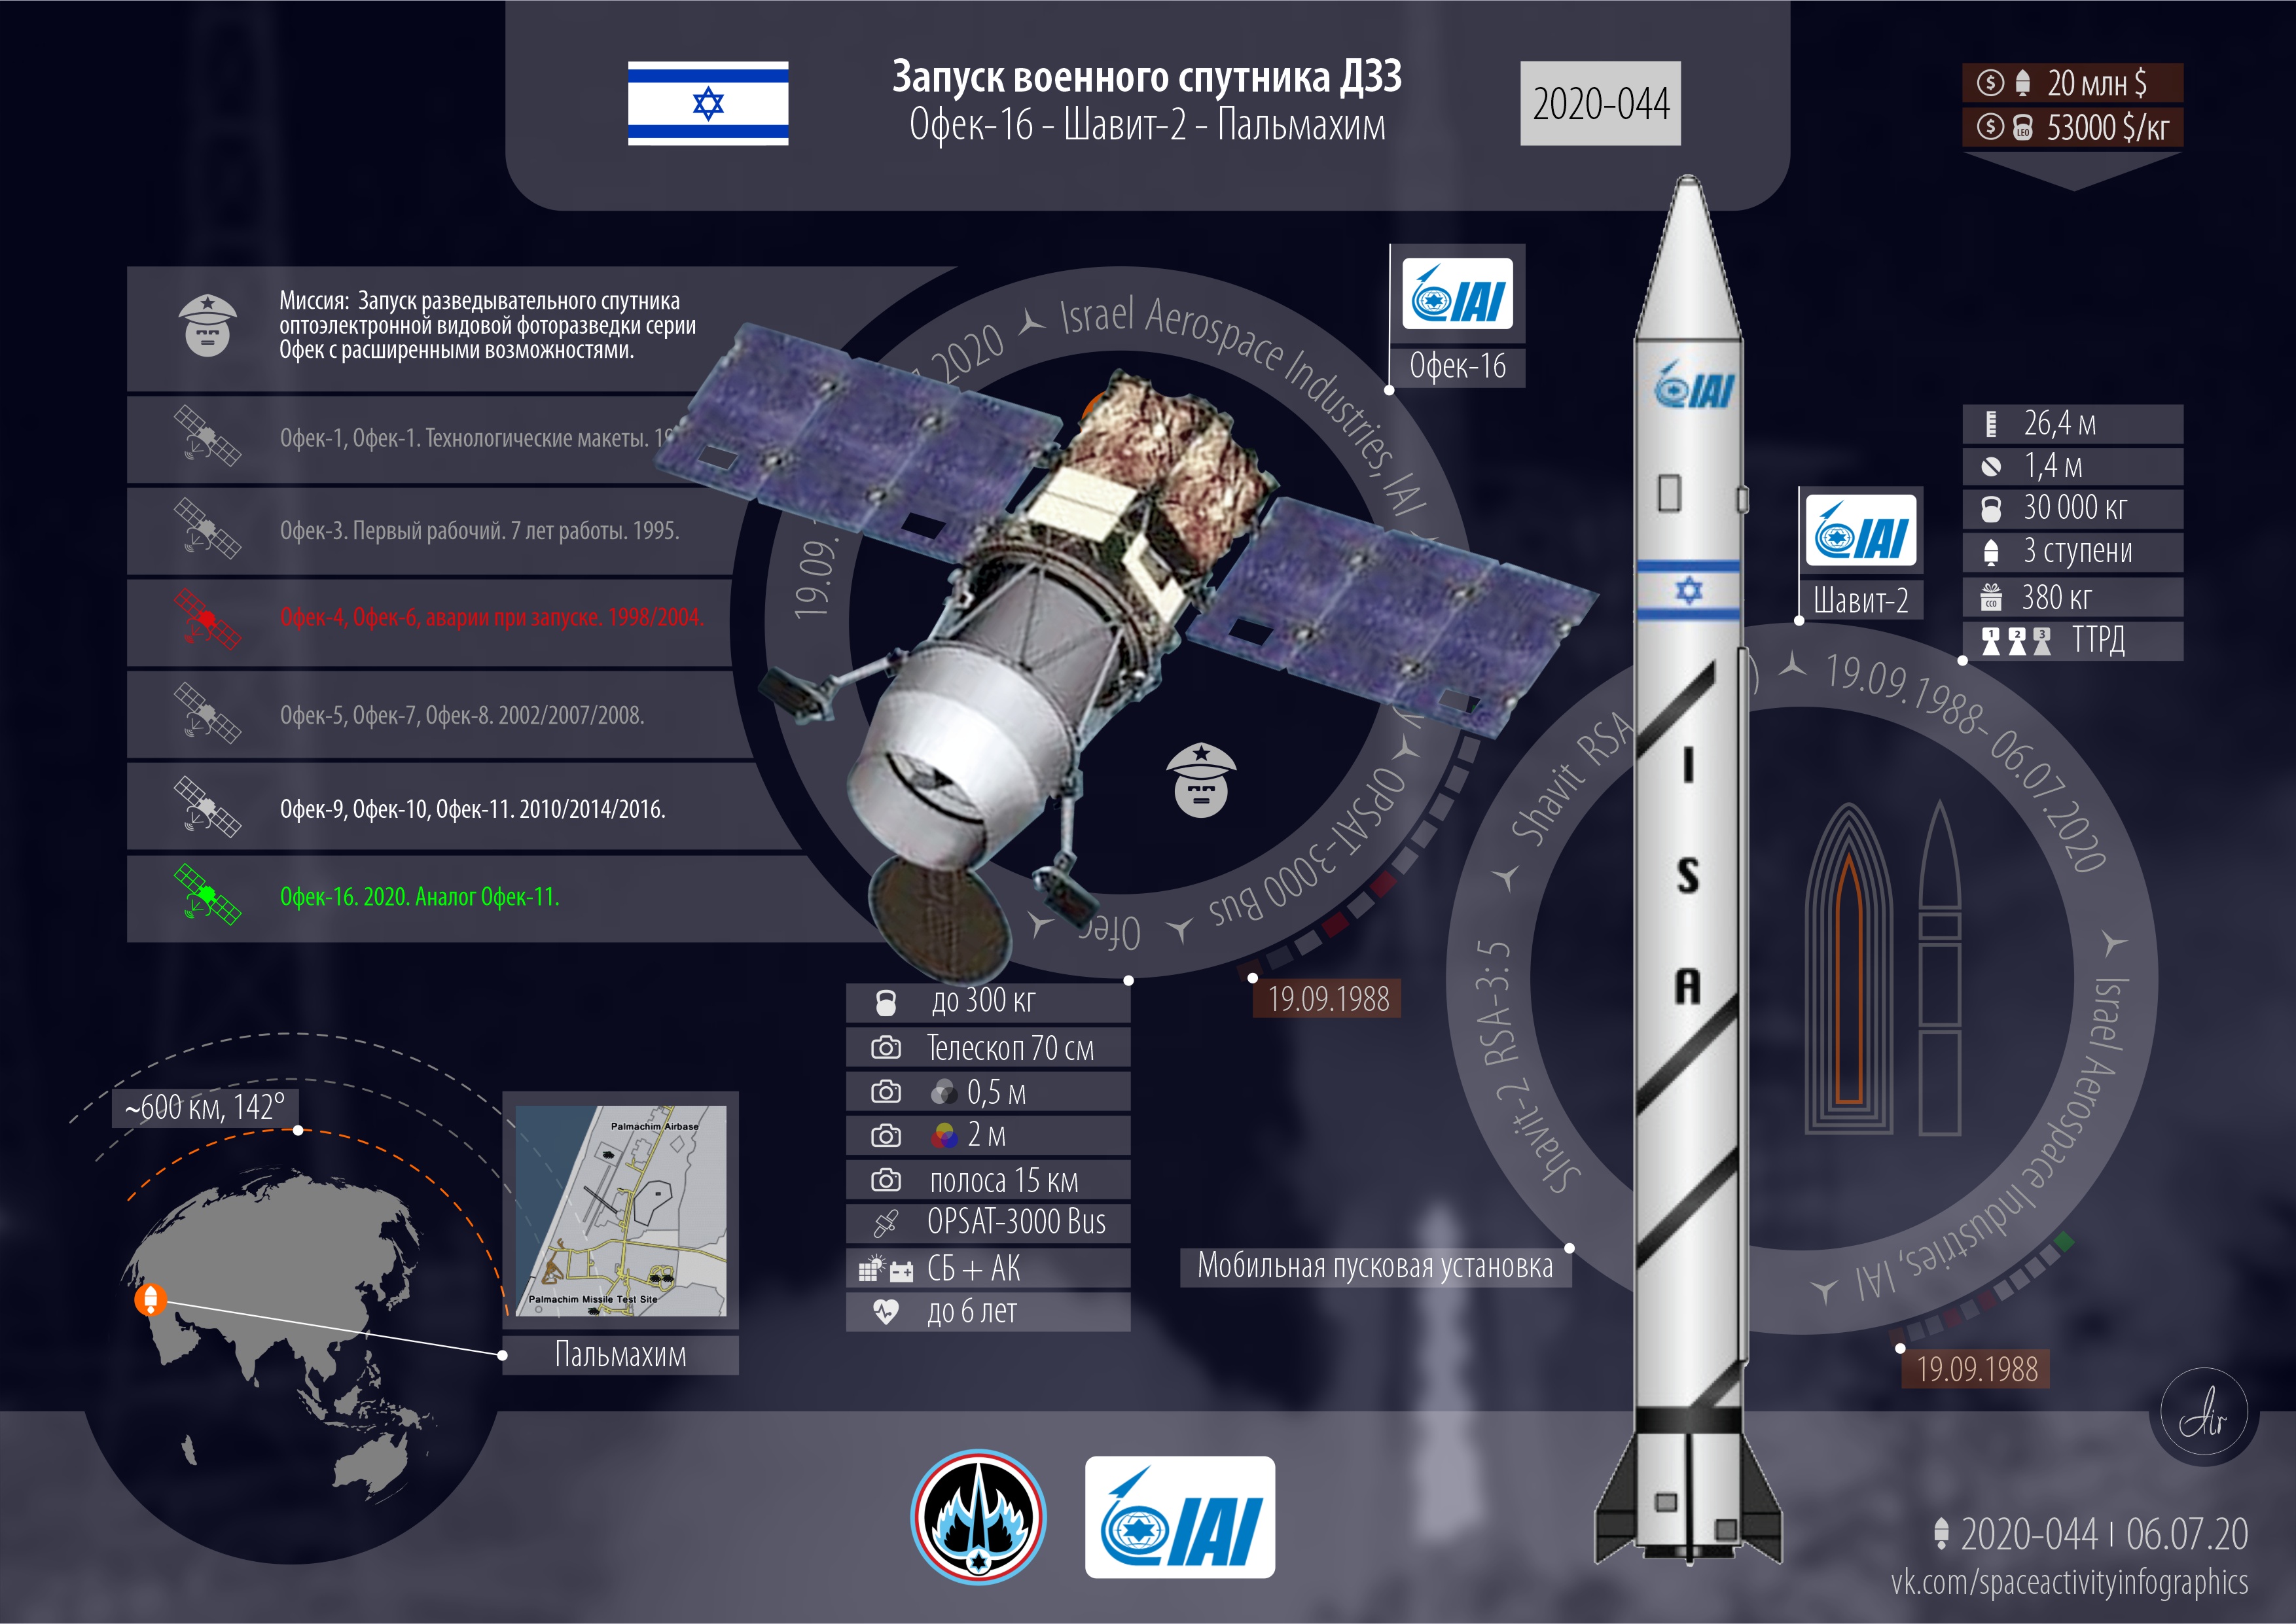 Запуск военного спутника ДЗЗ
Офек-16 - Шавит-2 - Пальмахим
2020-044
20 млн $
LEO
53000 $/кг
Миссия: Запуск разведывательного спутника
оптоэлектронной видовой фоторазведки серии
Офек с расширенными возможностями.
Офек-1, Офек-1. Технологические макеты.
Офек-3. Первый рабочий. 7 лет работы. 1995.
Офек-4, Офек-6, аварии при запуске. 1998/2004.
Офек-5, Офек-7, Офек-8. 2002/2007/2008.
Офек-9, Офек-10, Офек-11. 2010/2014/2016.
Офек-16. 2020. Аналог Офек-11.
19.09.
2020
Israel Aerospace Industries, IAI
OPSAT-3000 Bus
19.09.1988
IAI
Офек-16
до 300 кг
Телескоп 70 см
0,5 м
2 м
полоса 15 км
OPSAT-3000 Bus
СБ + АК
до 6 лет
IAI
I
S
A
IAI
Шавит-2
26,4 м
1,4 м
30 000 кг
3 ступени
ССО
380 кг
1 2 3
ТТРД
Shavit-2 RSA-3: 5
Shavit RSA
19.09.1988- 06.07.2020
Israel Aerospace Industries, IAI
19.09.1988
Мобильная пусковая установка
~600 км, 142°
Palmachim Airbase
Palmachim Missile Test Site
Пальмахим
IAI
Air
2020-044 | 06.07.20
vk.com/spaceactivityinfographics